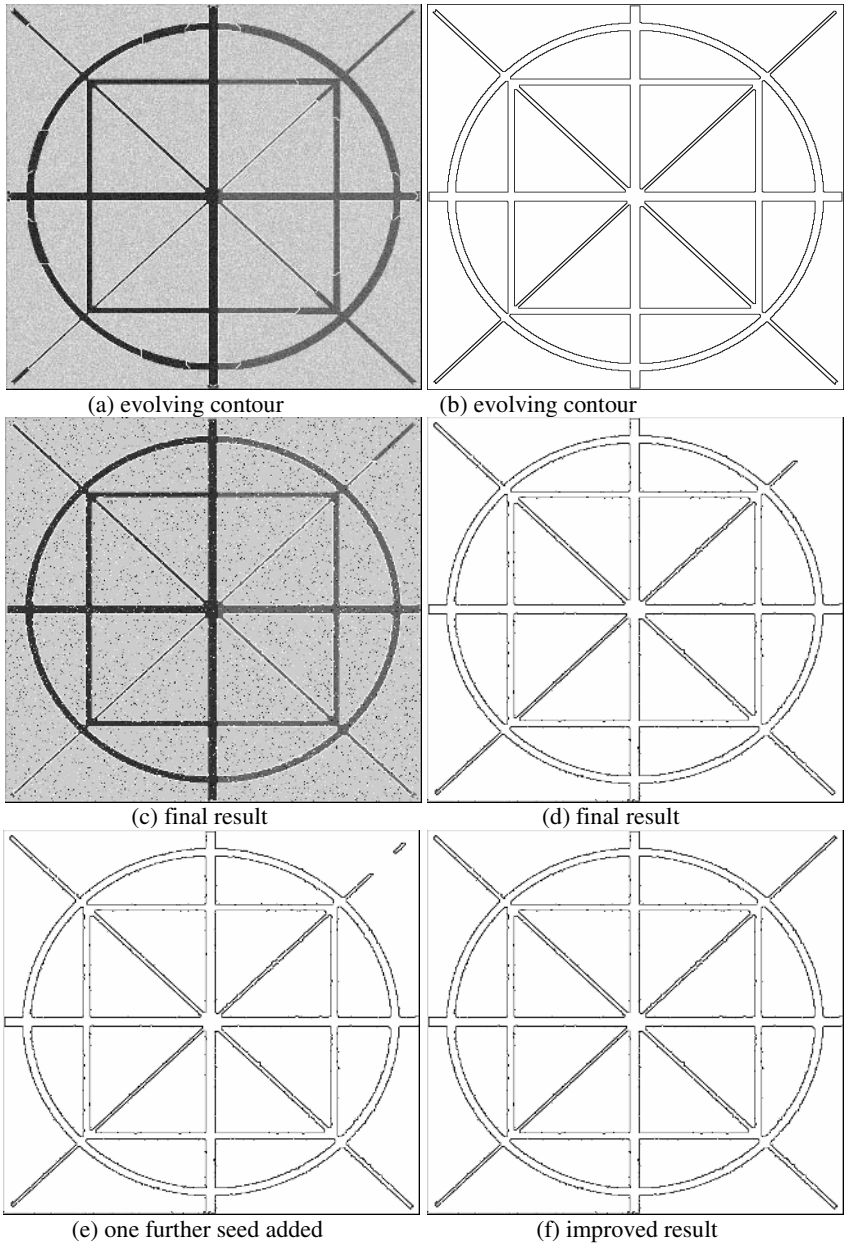 (a) evolving contour
(b) evolving contour
(c) final result
(d) final result
(e) one further seed added
(f) improved result